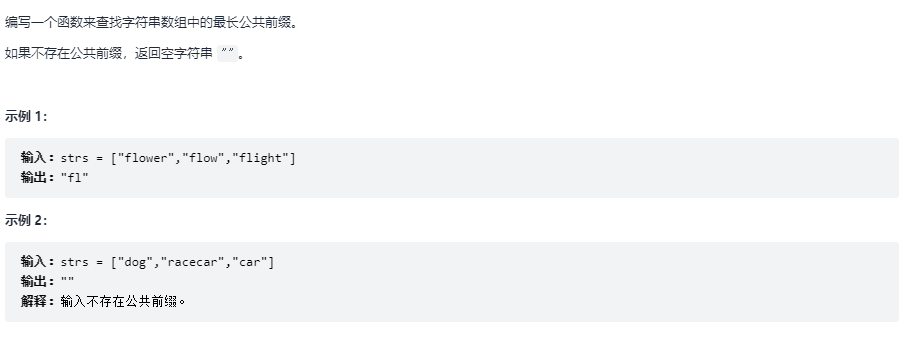 编写一个函数来查找字符串数组中的最长公共前缀。
如果不存在公共前缀，返回空字符串 ""。
示例 1：
输入：strs = ["flower","flow","flight"]
输出："fl"
示例 2：
输入：strs = ["dog","racecar","car"]
输出：""
解释：输入不存在公共前缀。